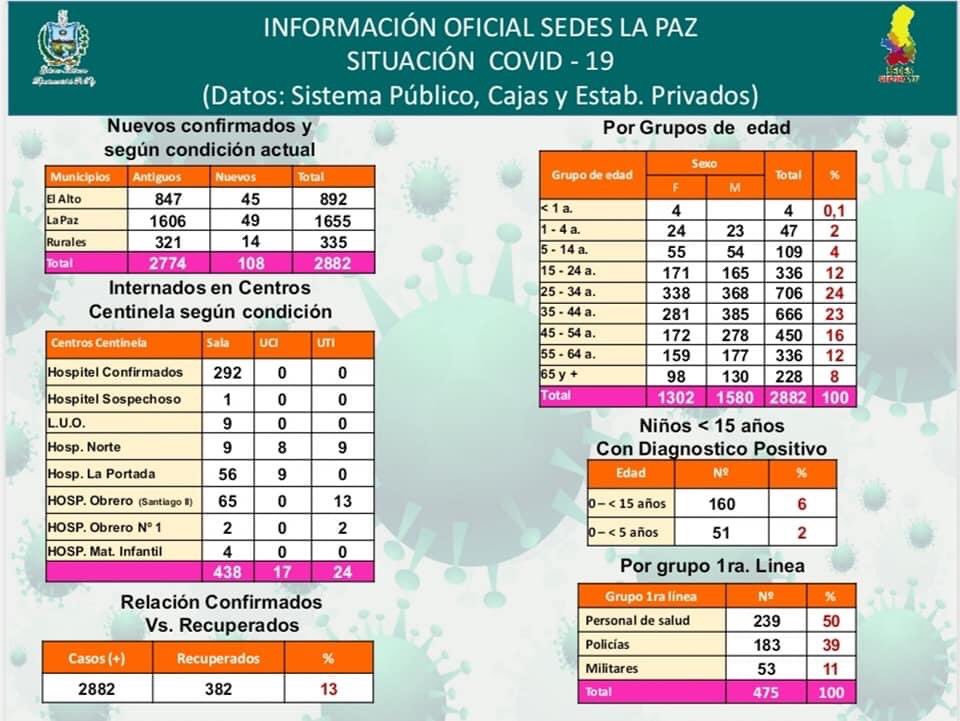 INFORMACIÓN OFICIAL SEDES LA PAZ
SITUACIÓN COVID - 19
(Datos: Sistema Público, Cajas y Estab. Privados)
Nuevos confirmados y
según condición actual
Municipios Antiguos Nuevos Total
El Alto 847 45 892
La Paz 1606 49 1655
Rurales 321 14 335
Total 2774 108 2882
Internados en Centros
Centinela según condición
Centros Centinela Sala UCI UTI
Hospitel Confirmados 292 0 0
Hospitel Sospechoso 1 0 0
L.U.O. 9 0 0
Hosp. Norte 9 8 9
Hosp. La Portada 56 9 0
HOSP. Obrero (Santiago II) 65 0 13
HOSP. Obrero Nº 1 2 0 2
HOSP. Mat. Infantil 4 0 0
438 17 24
Relación Confirmados
Vs. Recuperados
Casos (+) Recuperados %
2882 382 13
SEDES
Por Grupos de edad
Grupo de edad Sexo Total %
F M
< 1 a. 4 4 0,1
1 - 4 a. 24 23 47 2
5 - 14 a. 55 54 109 4
15 - 24 a. 171 165 336 12
25 - 34 a. 338 368 706 24
35 - 44 a. 281 385 666 23
45 - 54 a. 172 278 450 16
55 - 64 a. 159 177 336 12
65 y + 98 130 228 8
Total 1302 1580 2882 100
Niños < 15 años
Con Diagnostico Positivo
Edad Nº %
0 – < 15 años 160 6
0 – < 5 años 51 2
Por grupo 1ra. Linea
Grupo 1ra línea Nº %
Personal de salud 239 50
Policías 183 39
Militares 53 11
Total 475 100